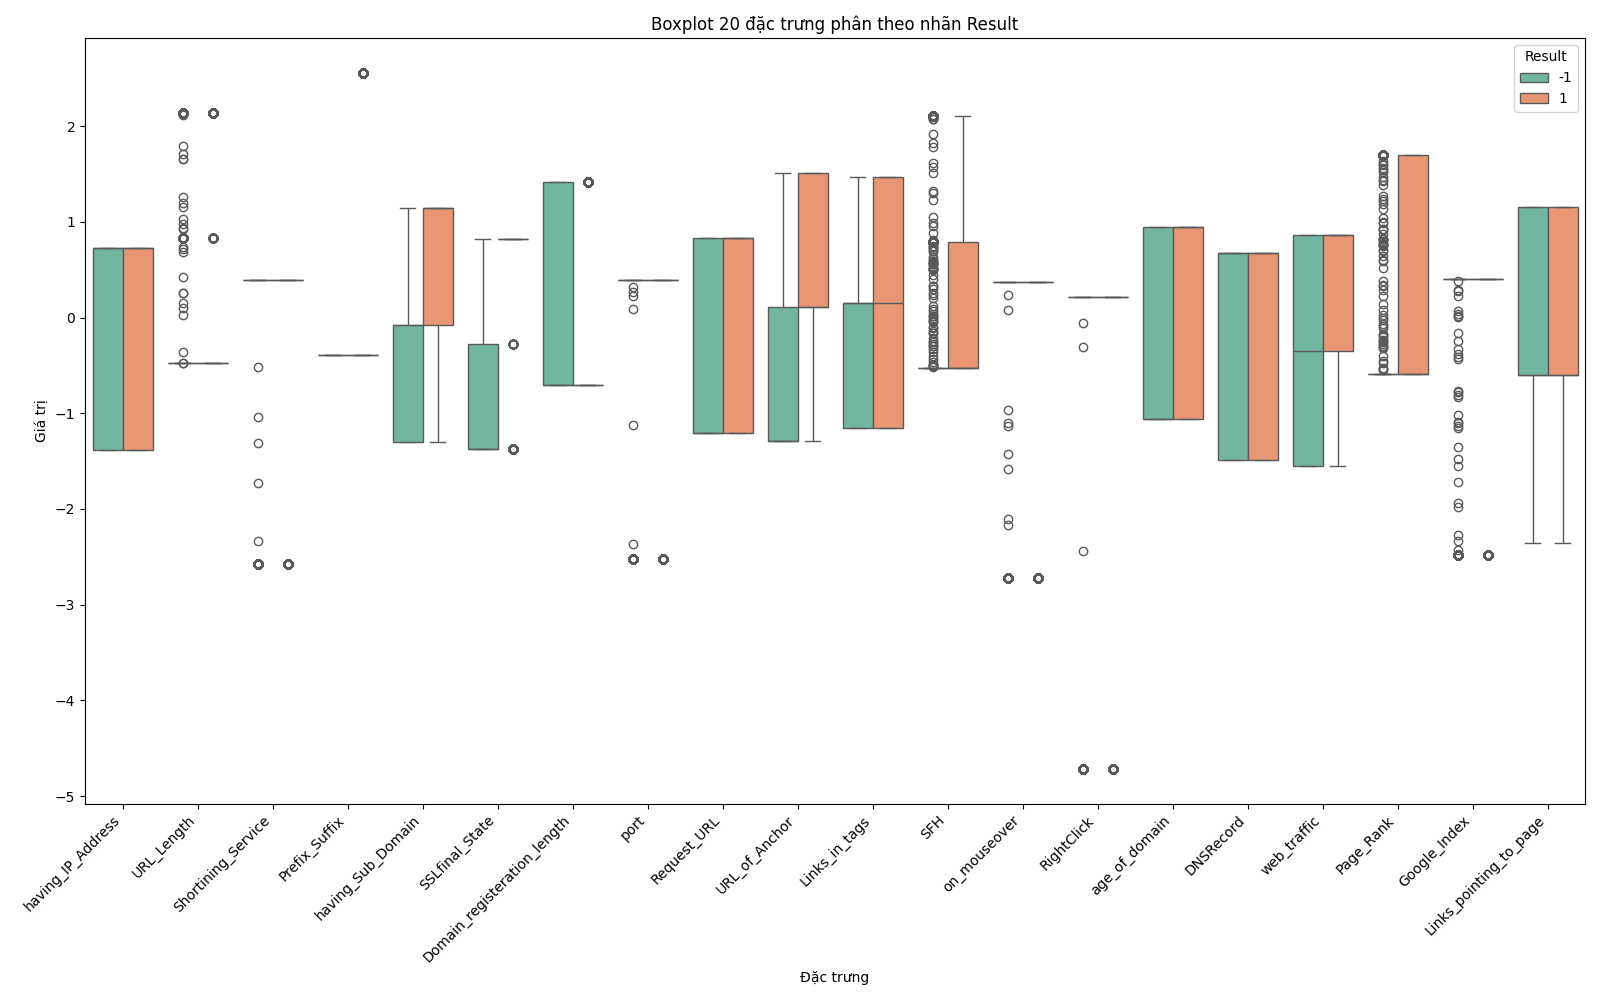 Boxplot 20 đặc trưng phân theo nhãn Result
Result
-1
1
Giá trị
2
1
0
−1
−2
−3
−4
−5
having_IP_Address
URL_Length
Shortining_Service
Prefix_Suffix
having_Sub_Domain
SSLfinal_State
Domain_registeration_length
port
Request_URL
URL_of_Anchor
Links_in_tags
SFH
on_mouseover
RightClick
age_of_domain
DNSRecord
web_traffic
Page_Rank
Google_Index
Links_pointing_to_page
Đặc trưng